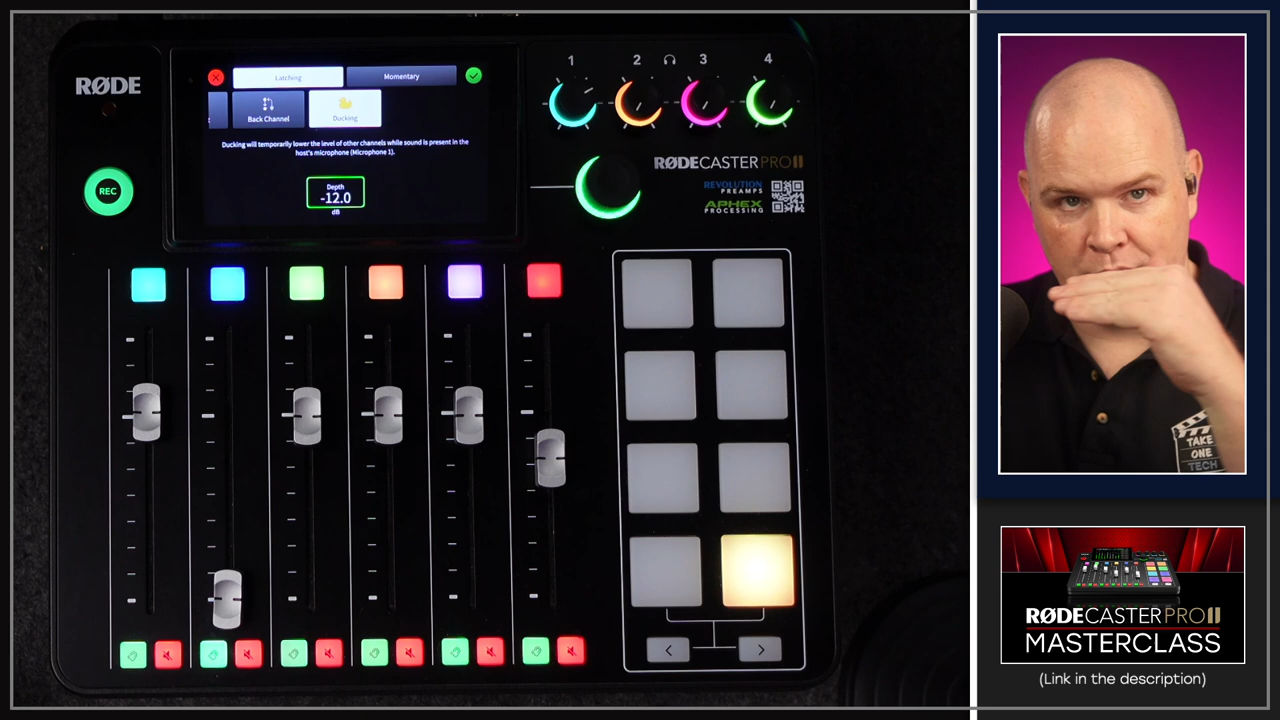 RØDE
Latching
Momentary
Back Channel
Ducking
Ducking will temporarily lower the level of other channels while sound is present in the
host's microphone (Microphone 1).
Depth
-12.0
dB
REC
1
2
3
4
RØDECASTER PRO II
REVOLUTION
PREAMPS
APHEX
PROCESSING
TAKE
ONE
TECH
RØDECASTER PRO II
MASTERCLASS
(Link in the description)